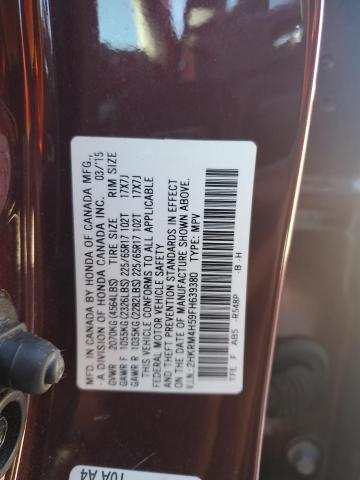 MFD. IN CANADA BY HONDA OF CANADA MFG.,
A DIVISION OF HONDA CANADA INC. 03/'15
GVWR 2070KG(4564LBS) TIRE SIZE RIM SIZE
GAWR F 1055KG(2326LBS) 225/65R17 102T 17X7J
GAWR R 1035KG(2282LBS) 225/65R17 102T 17X7J
THIS VEHICLE CONFORMS TO ALL APPLICABLE
FEDERAL MOTOR VEHICLE SAFETY
AND THEFT PREVENTION STANDARDS IN EFFECT
ON THE DATE OF MANUFACTURE SHOWN ABOVE.
V.I.N.:2HKRM4H59FH639380 TYPE: MPV
TFE F AB5 R548P -B -H
T0A A4